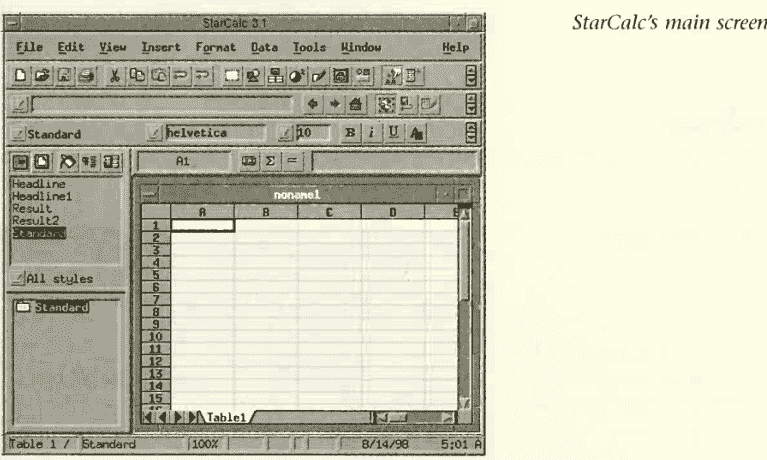 StarCalc 3.1
StarCalc's main screen
File Edit View Insert Format Data Tools Window Help
Standard helvetica 10 B i U A
A1 Σ =
Headline
Headline1
Result
Result2
Standard
All styles
Standard
noname1
A B C D E
1
2
3
4
5
6
7
8
9
10
11
12
13
14
15
16
Table1
Table 1 / Standard 100% 8/14/98 5:01 A